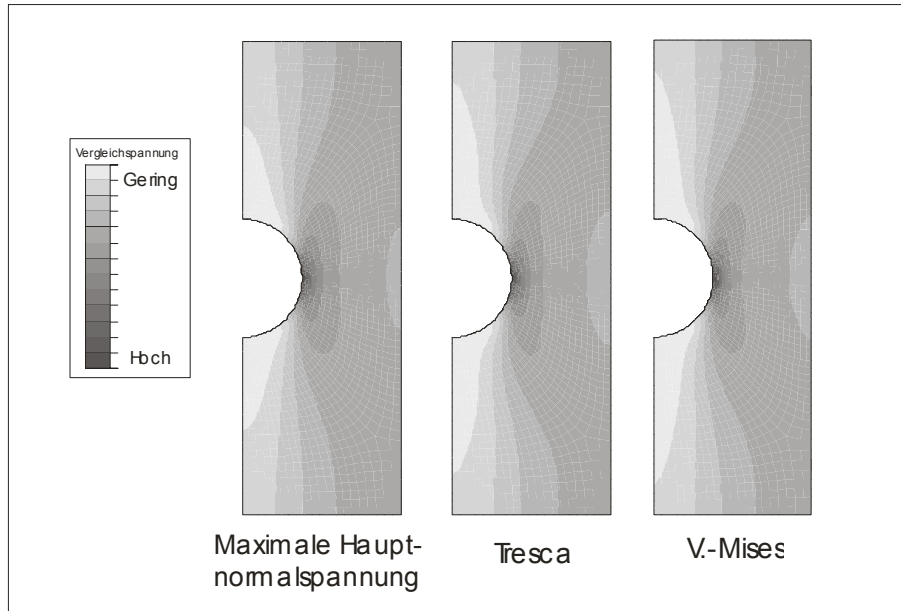 Vergleichspannung
Gering
Hoch
Maximale Haupt-
normalspannung
Tresca
V.-Mises